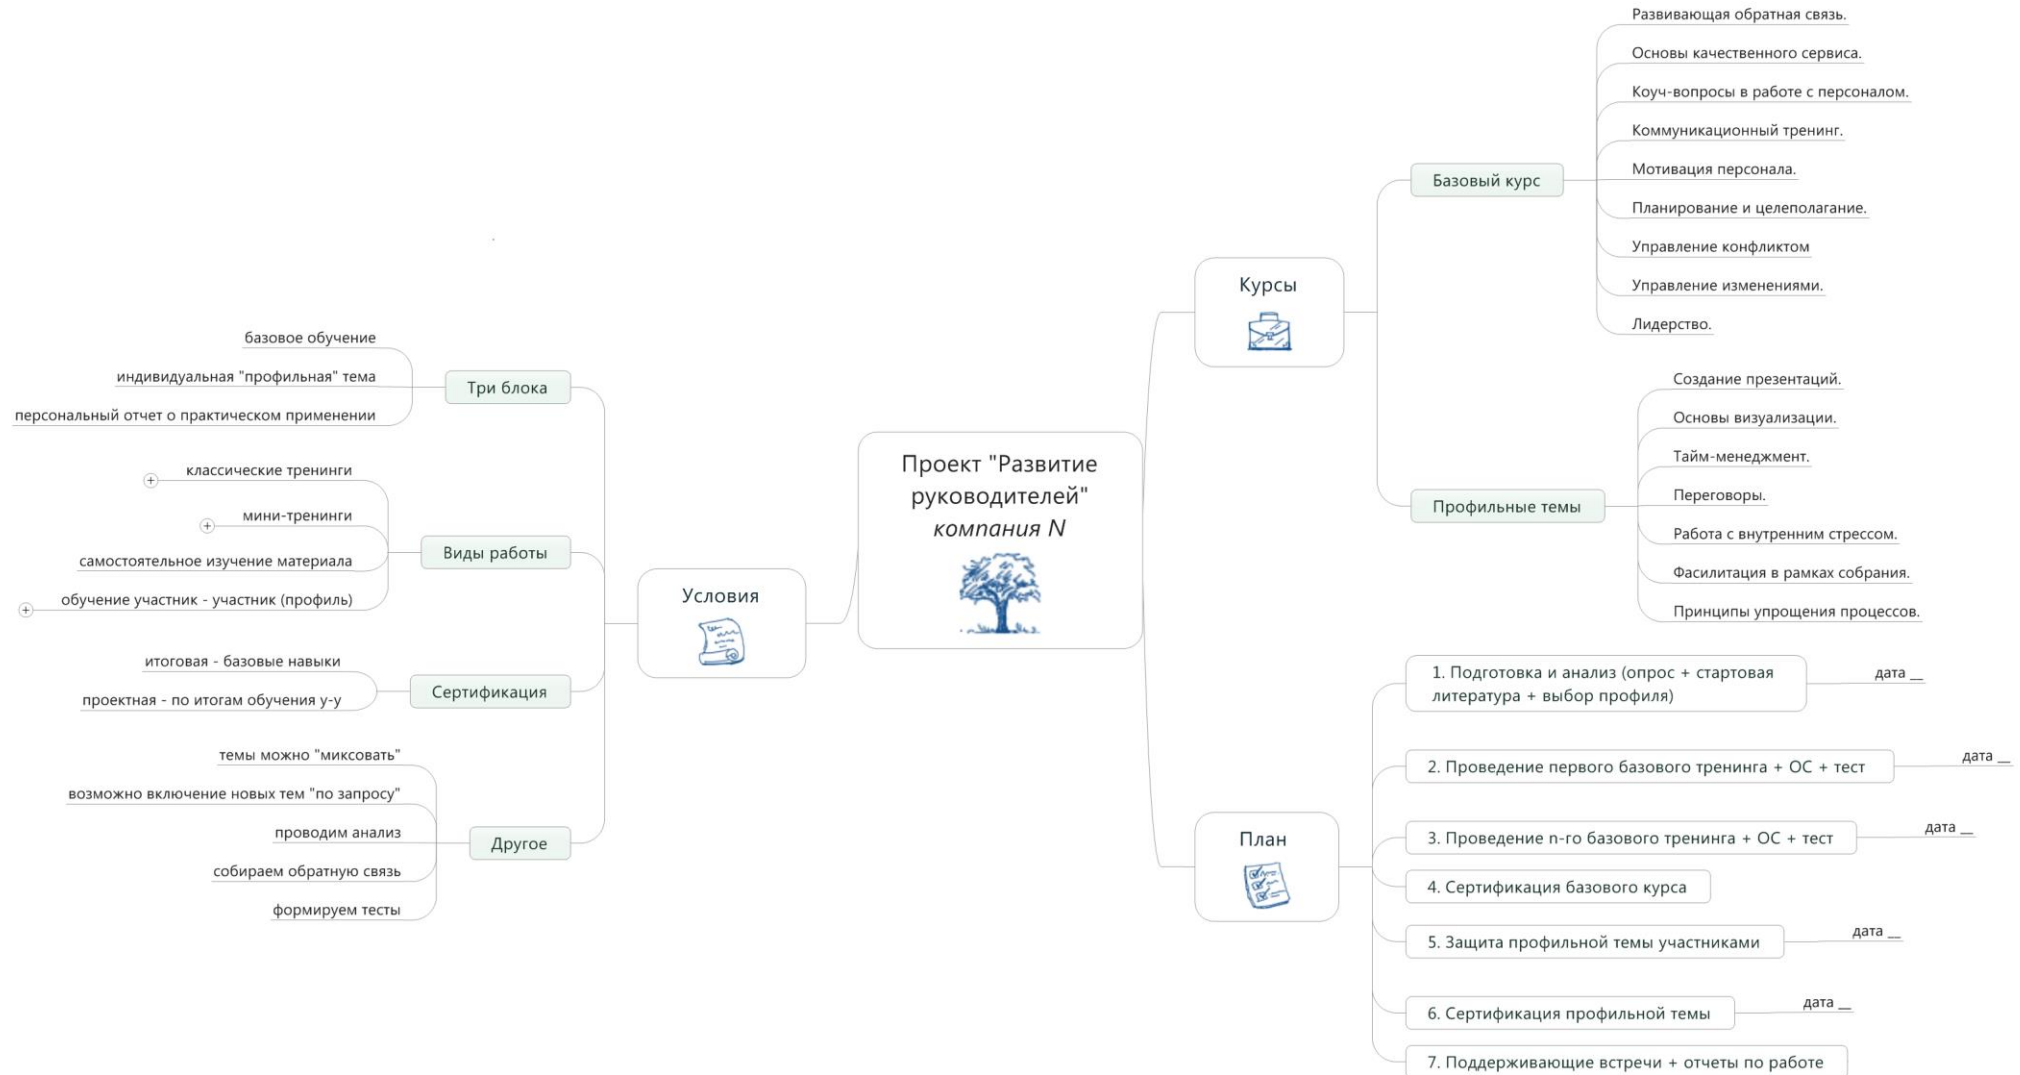 Проект "Развитие
руководителей"
компания N
Условия
Три блока
базовое обучение
индивидуальная "профильная" тема
персональный отчет о практическом применении
Виды работы
классические тренинги
мини-тренинги
самостоятельное изучение материала
обучение участник - участник (профиль)
Сертификация
итоговая - базовые навыки
проектная - по итогам обучения у-у
Другое
темы можно "миксовать"
возможно включение новых тем "по запросу"
проводим анализ
собираем обратную связь
формируем тесты
Курсы
Базовый курс
Развивающая обратная связь.
Основы качественного сервиса.
Коуч-вопросы в работе с персоналом.
Коммуникационный тренинг.
Мотивация персонала.
Планирование и целеполагание.
Управление конфликтом
Управление изменениями.
Лидерство.
Профильные темы
Создание презентаций.
Основы визуализации.
Тайм-менеджмент.
Переговоры.
Работа с внутренним стрессом.
Фасилитация в рамках собрания.
Принципы упрощения процессов.
План
1. Подготовка и анализ (опрос + стартовая
литература + выбор профиля)
дата __
2. Проведение первого базового тренинга + ОС + тест
дата __
3. Проведение n-го базового тренинга + ОС + тест
дата __
4. Сертификация базового курса
5. Защита профильной темы участниками
дата __
6. Сертификация профильной темы
дата __
7. Поддерживающие встречи + отчеты по работе